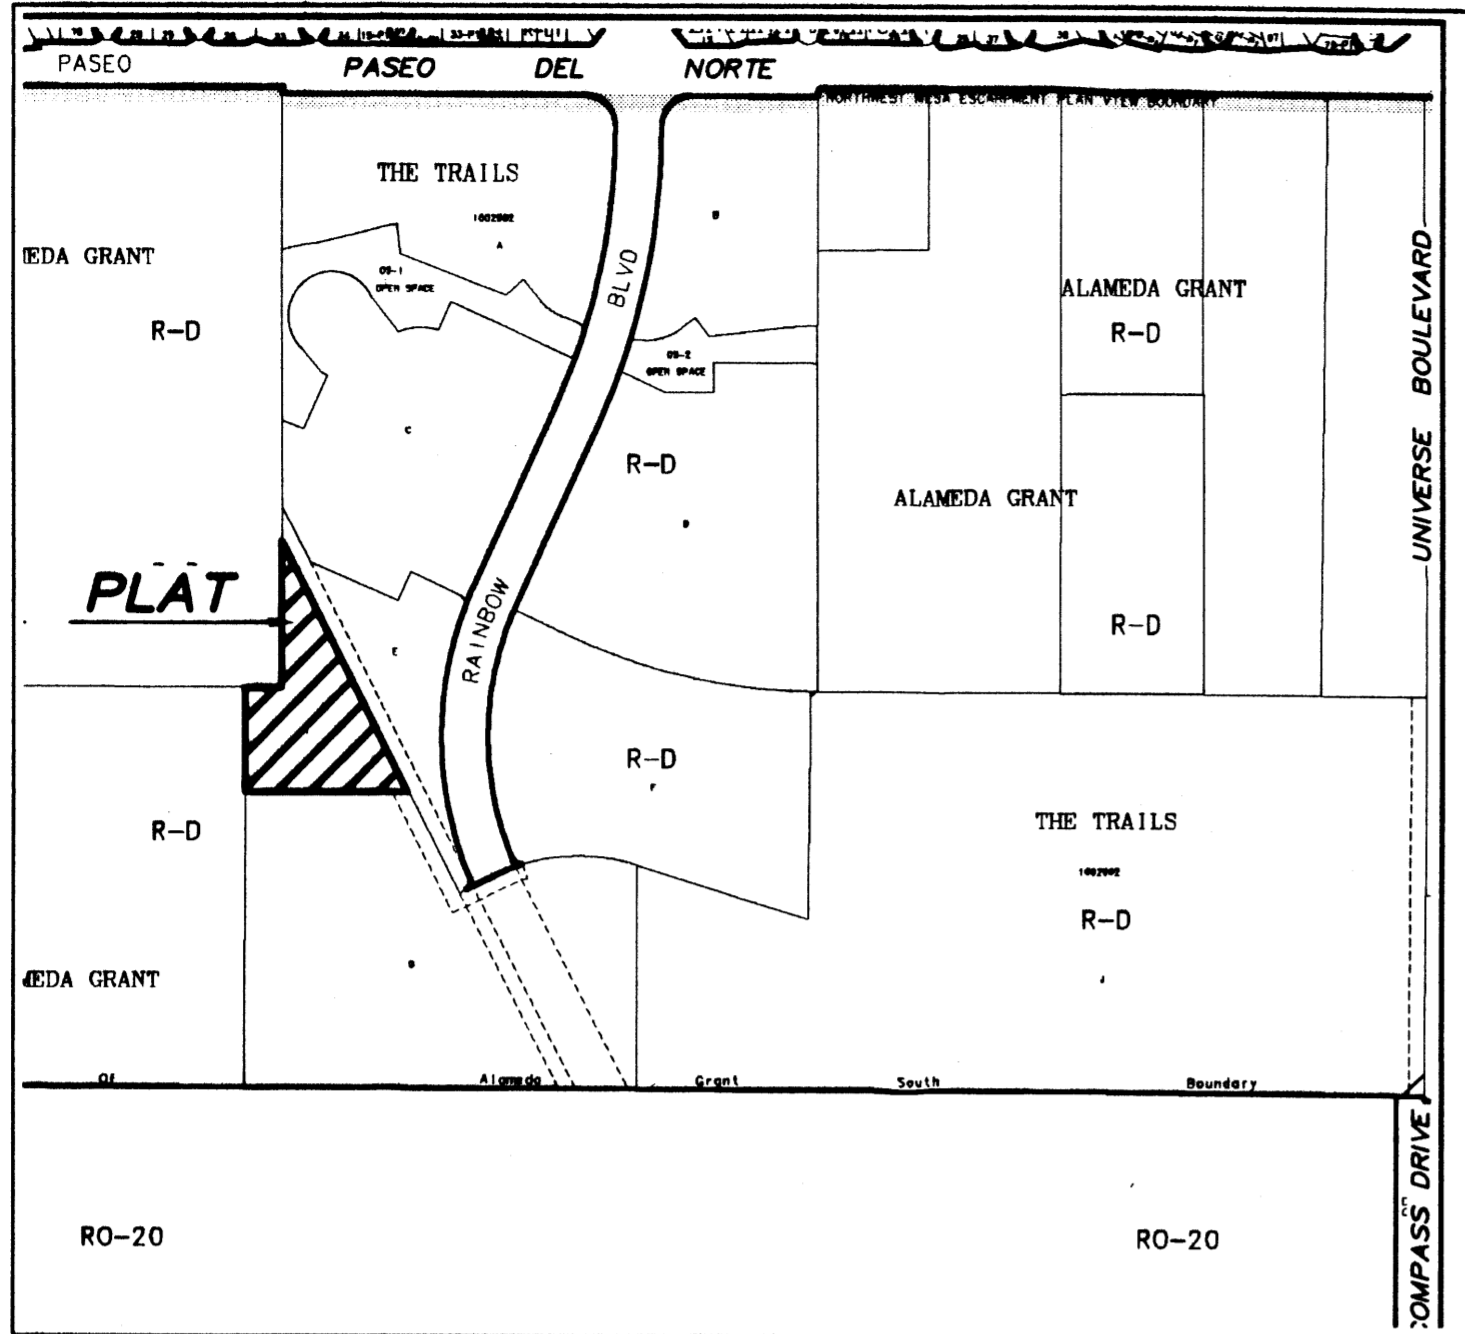 PASEO
PASEO DEL NORTE
NORTHWEST MESA ESCARPMENT PLAN VIEW BOUNDARY
THE TRAILS
1002962
A
B
EDA GRANT
R-D
OS-1
OPEN SPACE
BLVD
ALAMEDA GRANT
R-D
UNIVERSE BOULEVARD
OS-2
OPEN SPACE
C
R-D
D
ALAMEDA GRANT
PLAT
RAINBOW
E
R-D
R-D
F
R-D
THE TRAILS
1002962
R-D
EDA GRANT
J
Of Alameda Grant South Boundary
COMPASS DRIVE
RO-20
RO-20